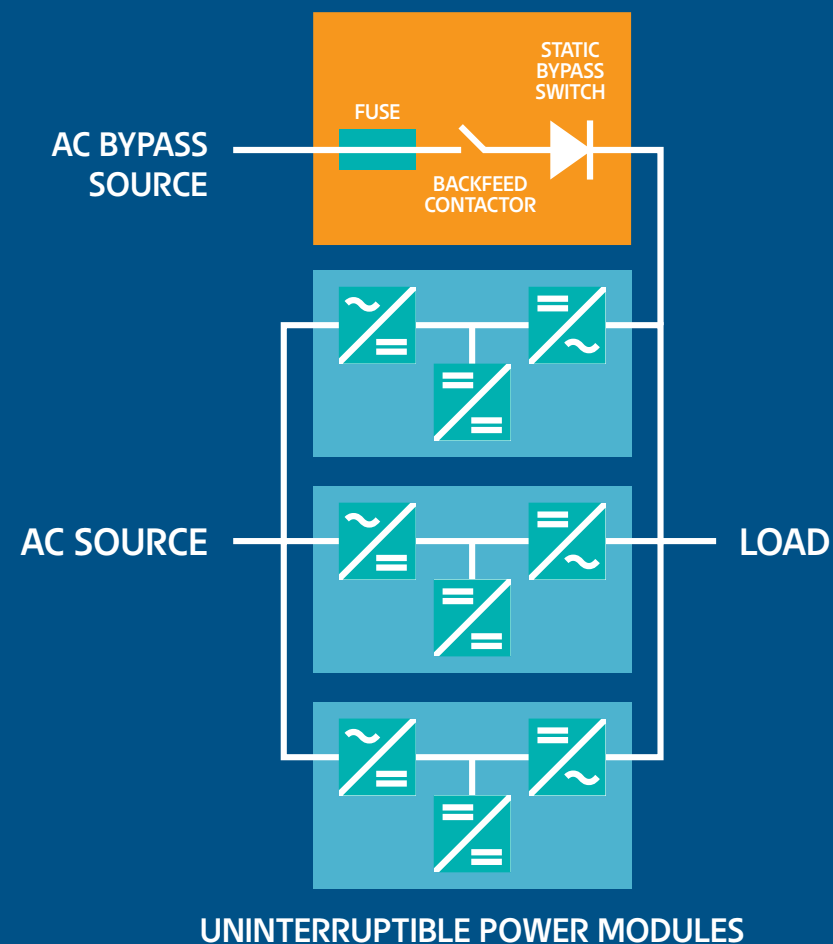 STATIC
BYPASS
SWITCH
FUSE
AC BYPASS
SOURCE
BACKFEED
CONTACTOR
AC SOURCE
LOAD
UNINTERRUPTIBLE POWER MODULES